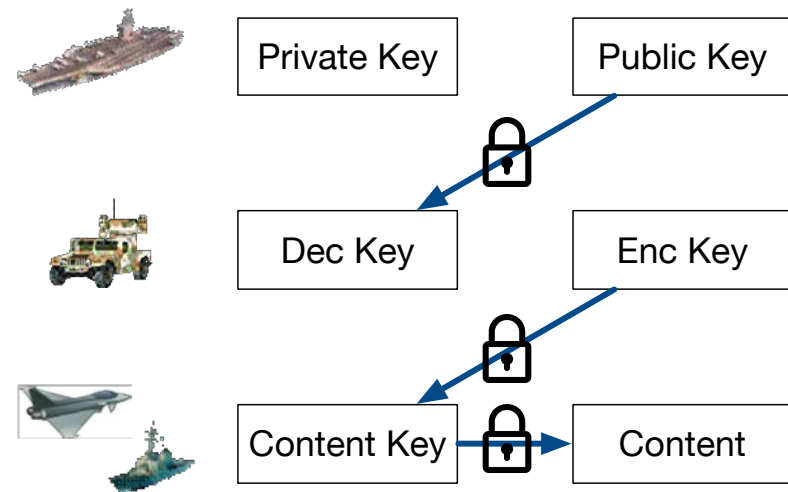 Private Key
Public Key
Dec Key
Enc Key
Content Key
Content